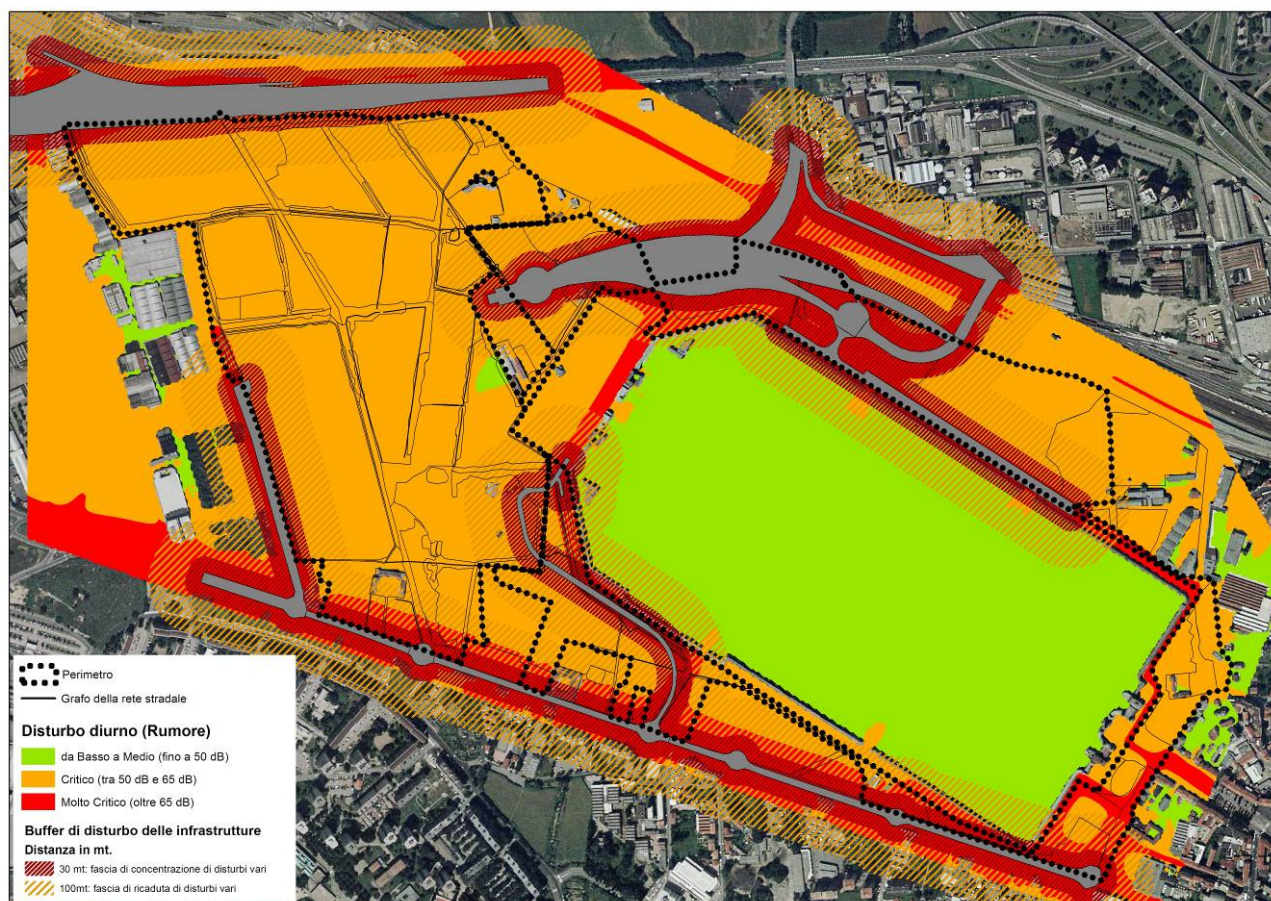 Perimetro
Grafo della rete stradale
Disturbo diurno (Rumore)
da Basso a Medio (fino a 50 dB)
Critico (tra 50 dB e 65 dB)
Molto Critico (oltre 65 dB)
Buffer di disturbo delle infrastrutture
Distanza in mt.
30 mt: fascia di concentrazione di disturbi vari
100mt: fascia di ricaduta di disturbi vari